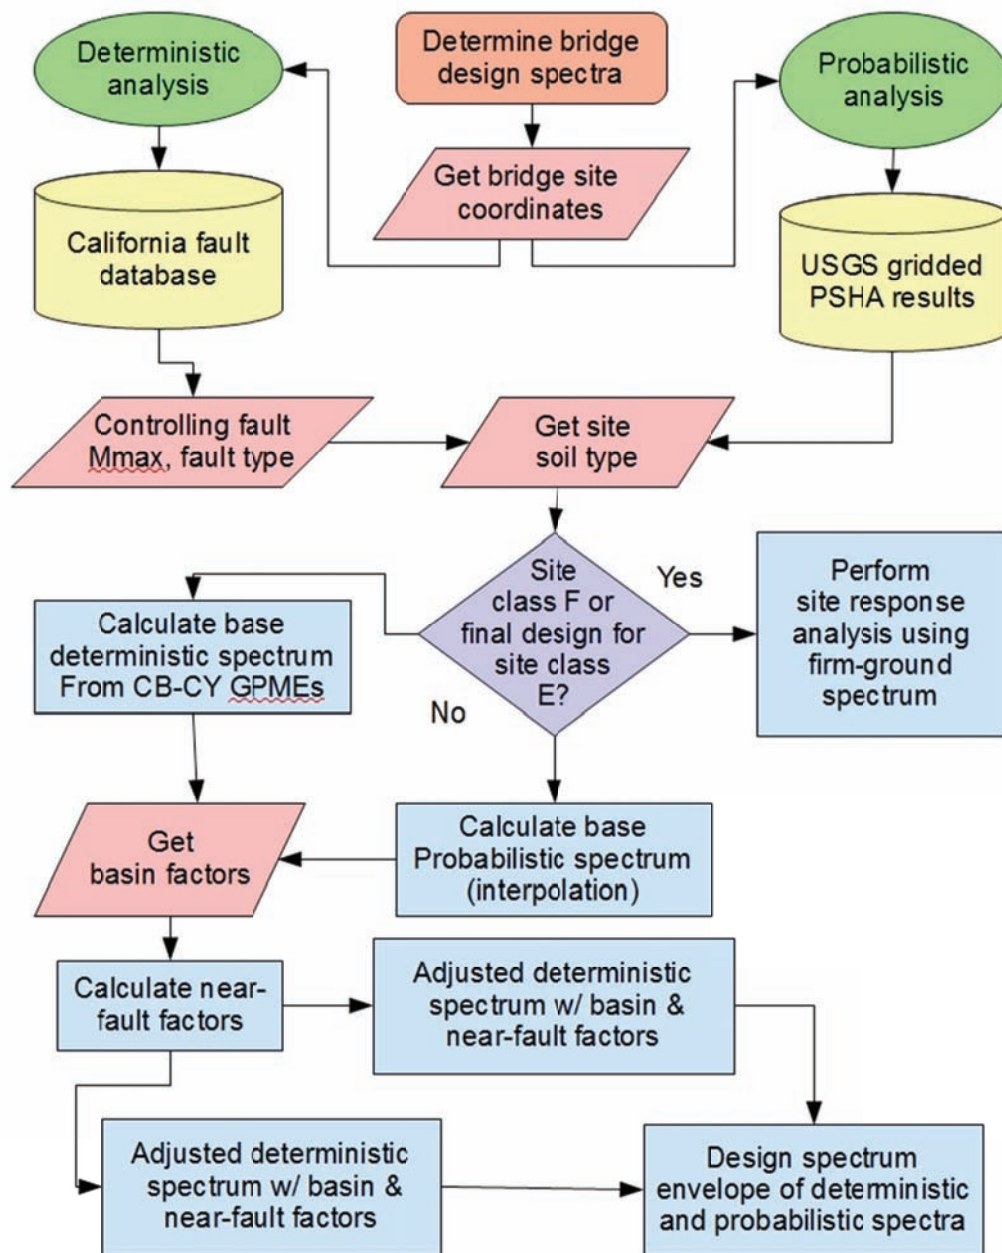 Deterministic
analysis
Determine bridge
design spectra
Probabilistic
analysis
Get bridge site
coordinates
California fault
database
USGS gridded
PSHA results
Controlling fault
Mmax, fault type
Get site
soil type
Site
class F or
final design for
site class
E?
Yes
No
Perform
site response
analysis using
firm-ground
spectrum
Calculate base
deterministic spectrum
From CB-CY GPMEs
Calculate base
Probabilistic spectrum
(interpolation)
Get
basin factors
Calculate near-
fault factors
Adjusted deterministic
spectrum w/ basin &
near-fault factors
Adjusted deterministic
spectrum w/ basin &
near-fault factors
Design spectrum
envelope of deterministic
and probabilistic spectra